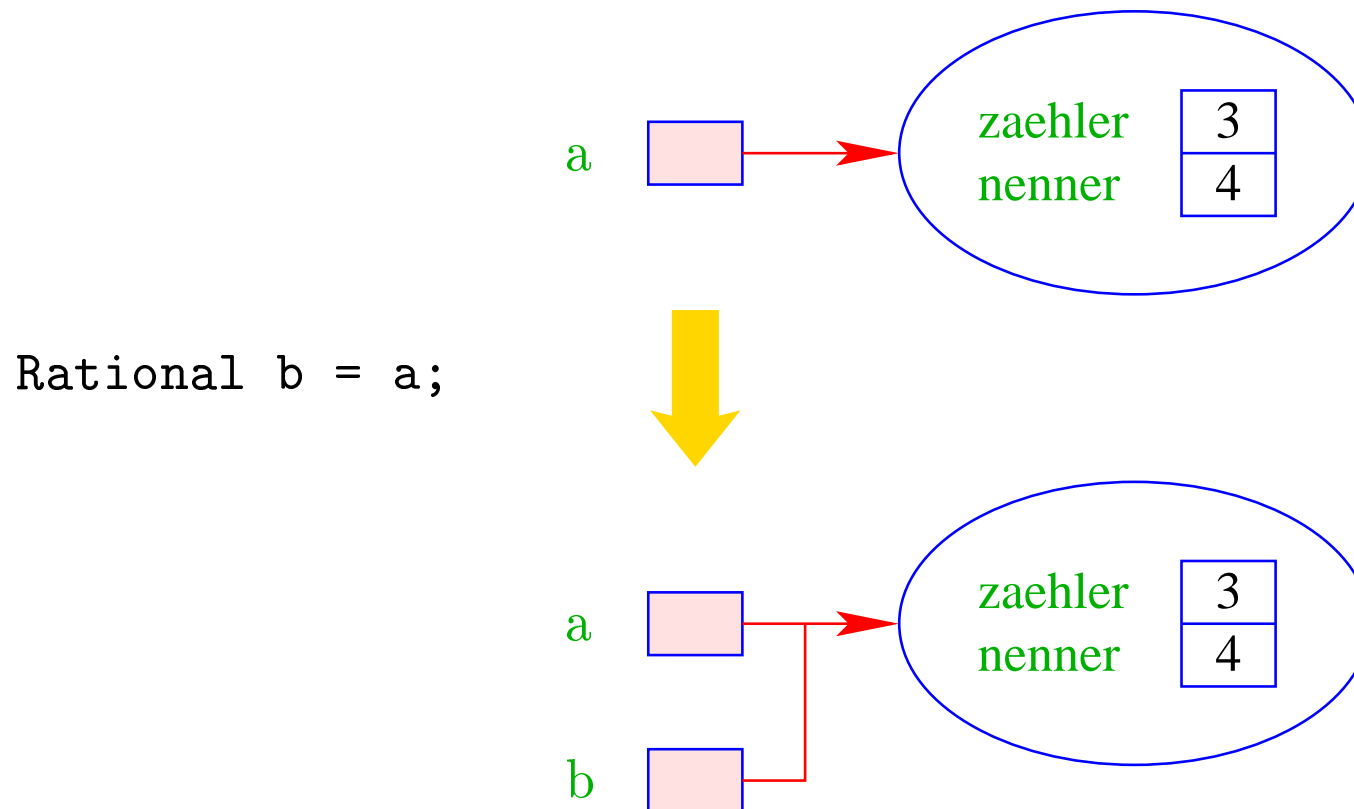 zaehler 3
a
nenner 4
Rational b = a;
zaehler 3
a
nenner 4
b